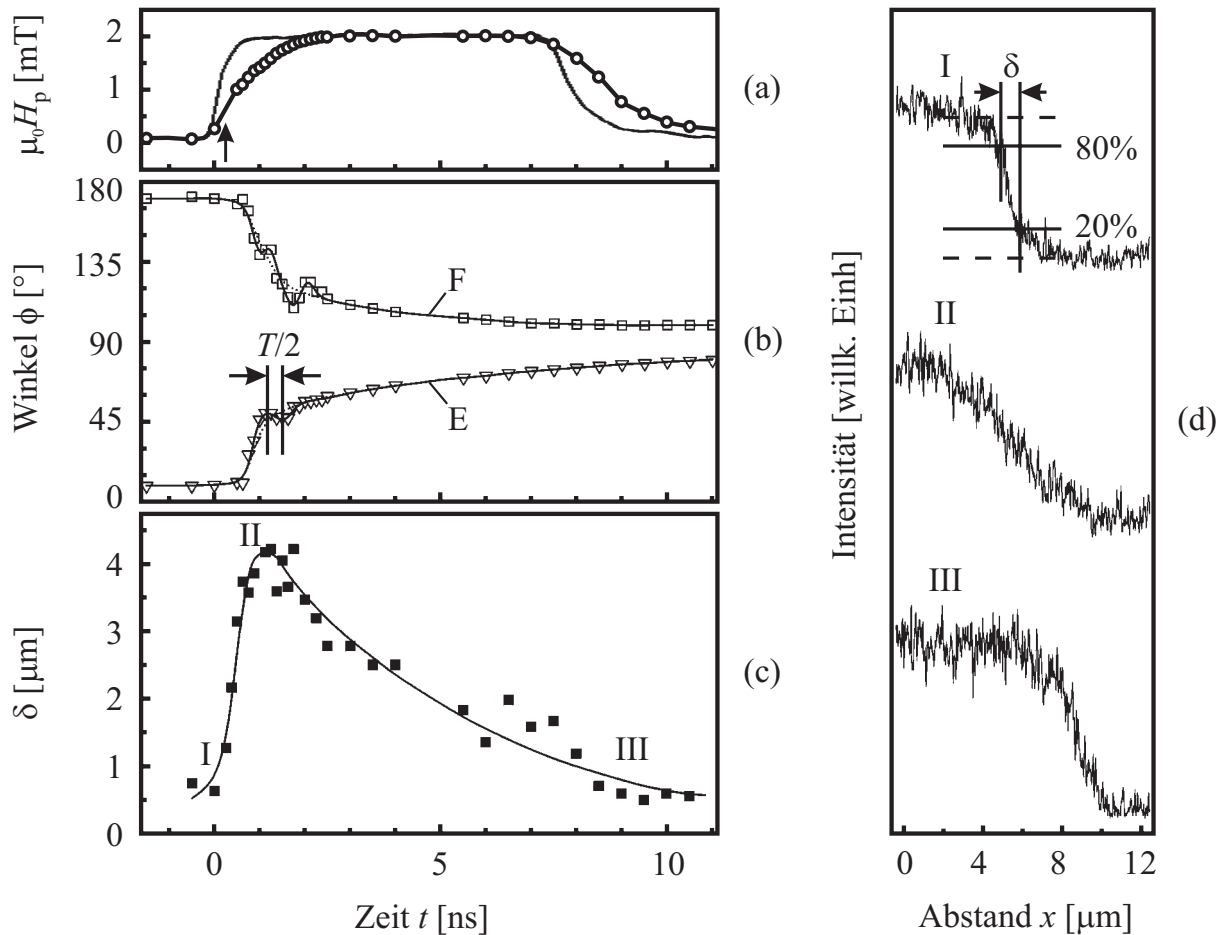 μ₀Hₚ [mT]
2
1
0
(a)
Winkel ϕ [°]
180
135
90
45
0
F
T/2
E
(b)
δ [μm]
4
3
2
1
0
I
II
III
(c)
0
5
10
Zeit t [ns]
Intensität [willk. Einh]
I
δ
80%
20%
II
III
(d)
0
4
8
12
Abstand x [μm]